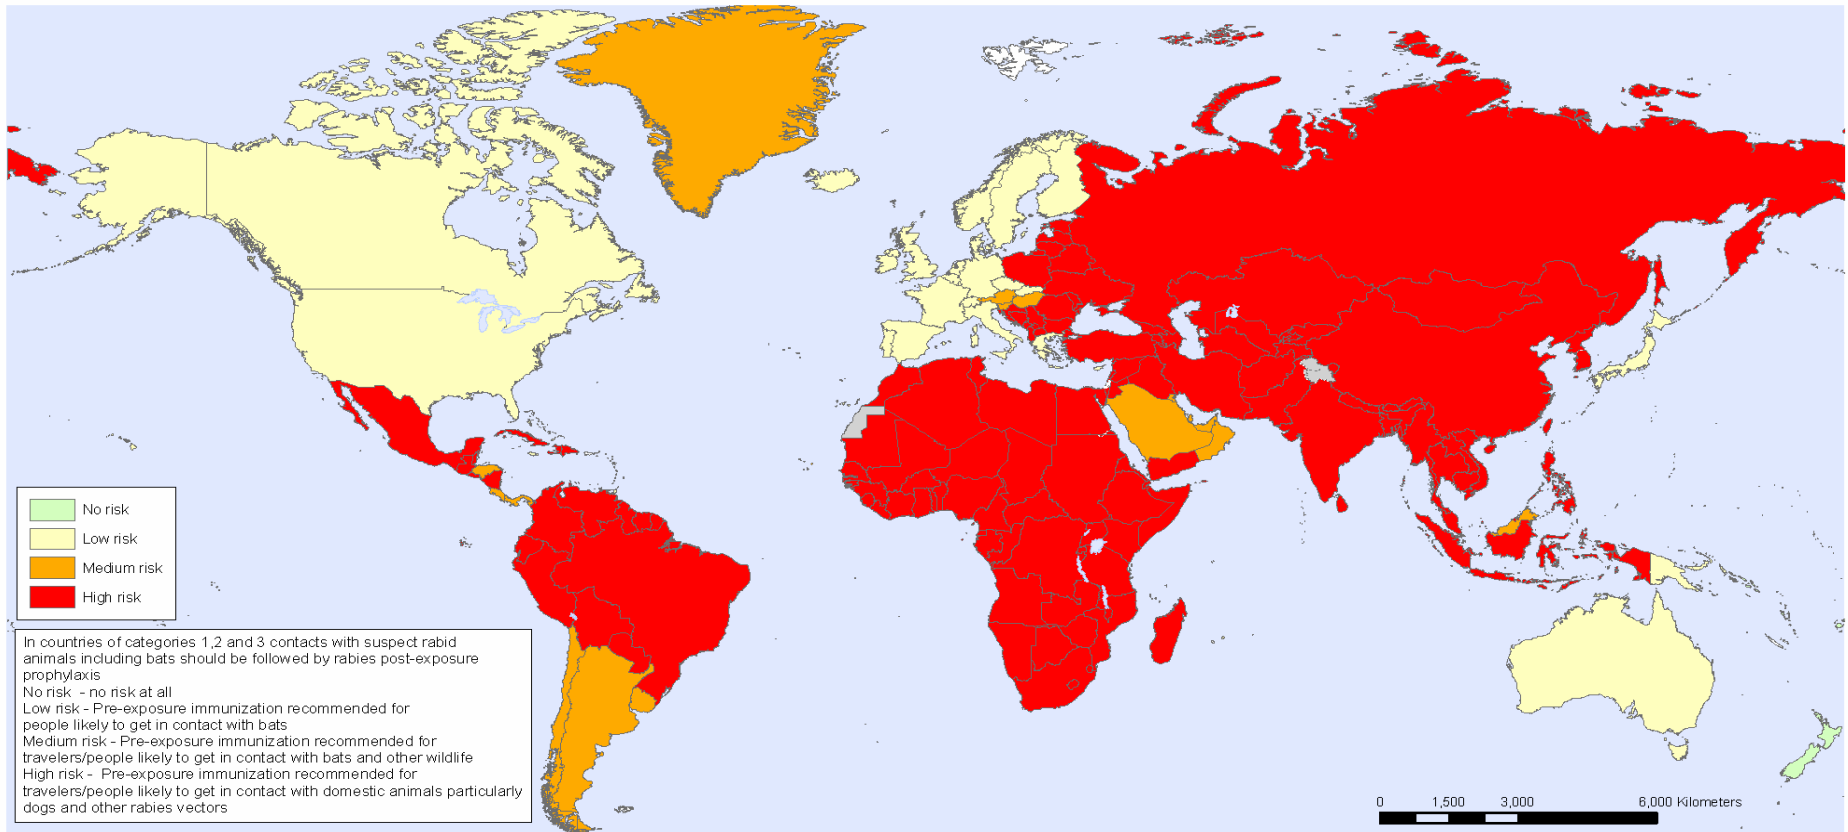 No risk
Low risk
Medium risk
High risk
In countries of categories 1,2 and 3 contacts with suspect rabid
animals including bats should be followed by rabies post-exposure
prophylaxis
No risk - no risk at all
Low risk - Pre-exposure immunization recommended for
people likely to get in contact with bats
Medium risk - Pre-exposure immunization recommended for
travelers/people likely to get in contact with bats and other wildlife
High risk - Pre-exposure immunization recommended for
travelers/people likely to get in contact with domestic animals particularly
dogs and other rabies vectors
0 1,500 3,000 6,000 Kilometers